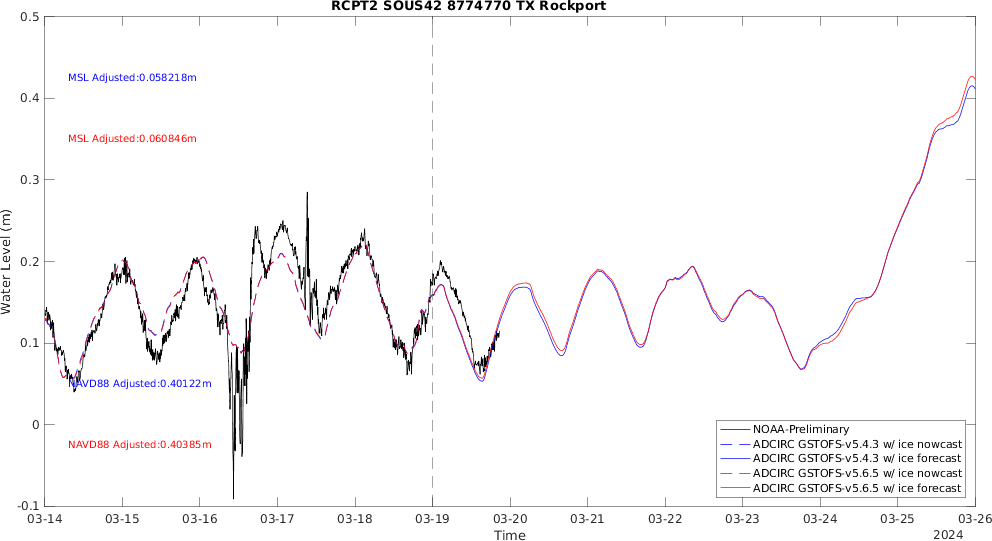 RCPT2 SOUS42 8774770 TX Rockport
0.5
0.4
0.3
0.2
0.1
0
-0.1
Water Level (m)
MSL Adjusted:0.058218m
MSL Adjusted:0.060846m
NAVD88 Adjusted:0.40122m
NAVD88 Adjusted:0.40385m
NOAA-Preliminary
ADCIRC GSTOFS-v5.4.3 w/ ice nowcast
ADCIRC GSTOFS-v5.4.3 w/ ice forecast
ADCIRC GSTOFS-v5.6.5 w/ ice nowcast
ADCIRC GSTOFS-v5.6.5 w/ ice forecast
03-14 03-15 03-16 03-17 03-18 03-19 03-20 03-21 03-22 03-23 03-24 03-25 03-26
Time
2024